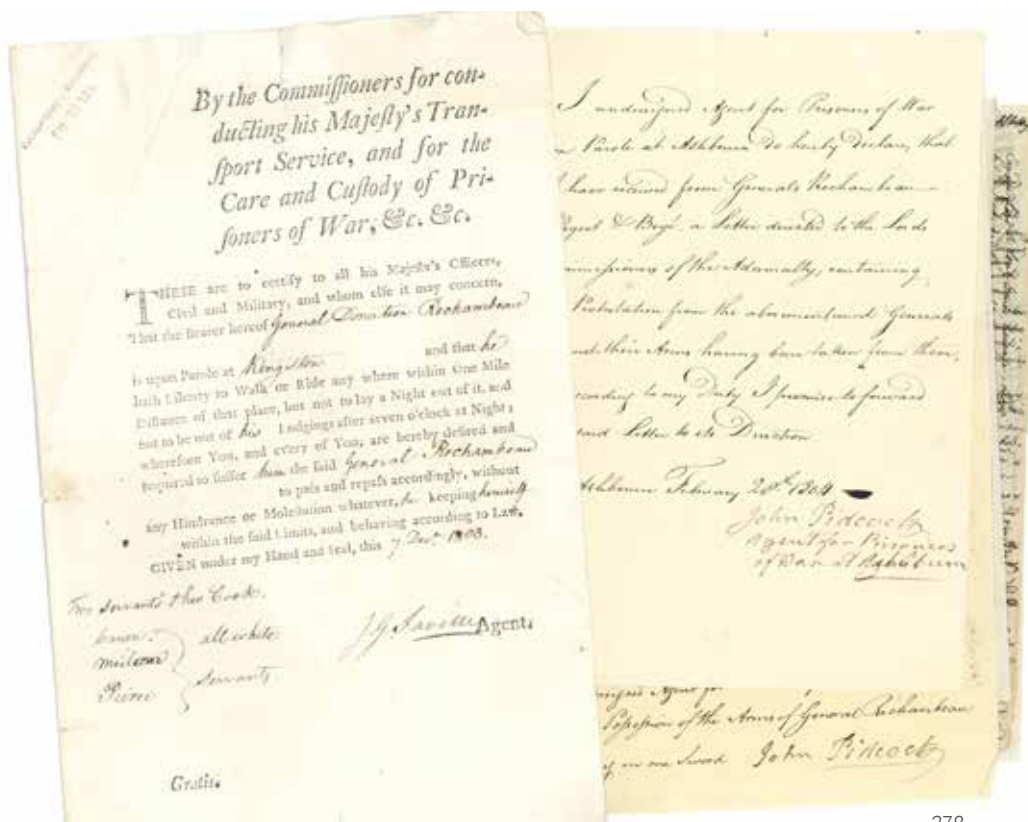 By the Commiſſioners for con-
ducting his Majeſty's Tran-
ſport Service, and for the
Care and Cuſtody of Pri-
ſoners of War, &c. &c.
THESE are to certify to all his Majeſty's Officers,
Civil and Military, and whom elſe it may concern,
That the Bearer hereof General Donatien Rochambeau
is upon Parole at Kingston and that he
hath Liberty to Walk or Ride any where within One Mile
Diſtance of that place, but not to lay a Night out of it, and
not to be out of his Lodgings after ſeven o'clock at Night;
wherefore You, and every of You, are hereby deſired and
required to ſuffer him the ſaid General Rochambeau
to paſs and repaſs accordingly, without
any Hindrance or Moleſtation whatever, he keeping himself
within the ſaid Limits, and behaving according to Law.
GIVEN under my Hand and ſeal, this 7 Decr. 1803.
servants
all white
Pierre servants
Agent.
Gratis.
I undersigned Agent for Prisoners of War
Parole at Ashbourn do hereby declare, that
I have received from Generals Rochambeau
& Boyé, a Letter directed to the Lords
of the Admiralty, containing
Protestation from the abovementioned Generals
their Arms having been taken from them,
to my Duty I promise to forward
said Letter to its Direction
Ashbourn February 20th. 1804
John Pidcock
Agent for Prisoners
of War at Ashbourn
Agent for
Possession of the Arms of General Rochambeau
one Sword John Pidcock
278